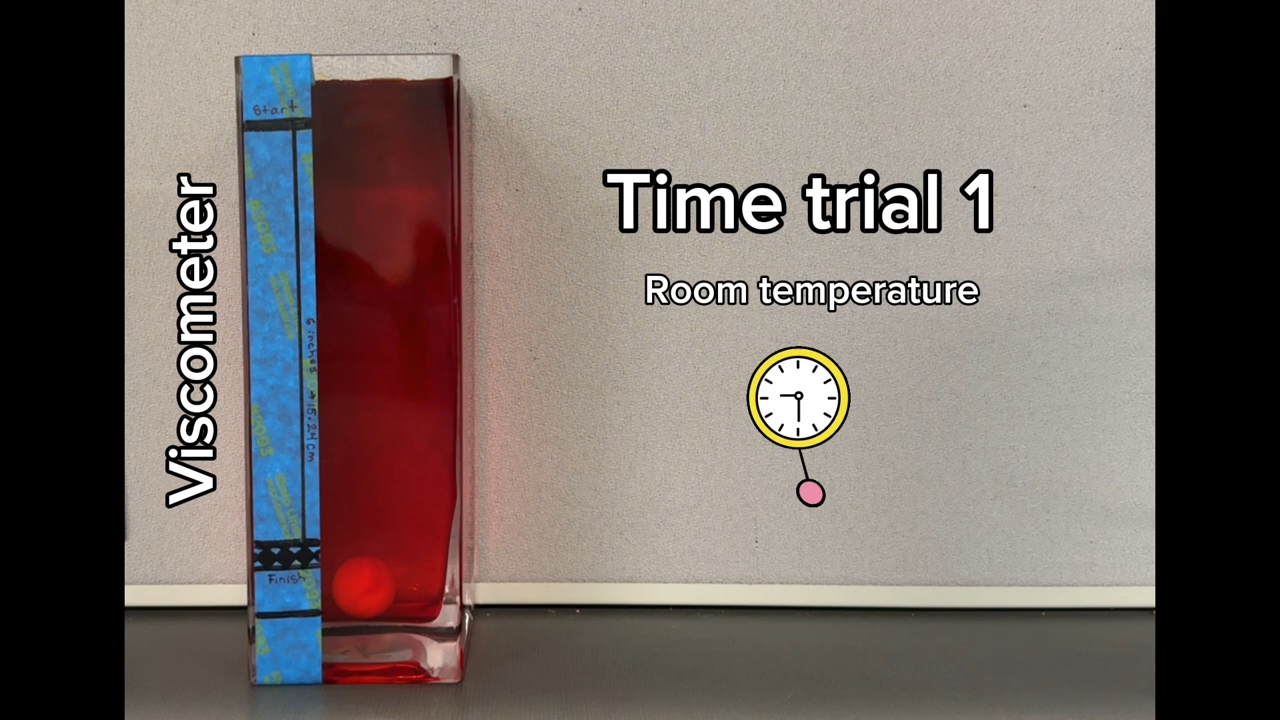 Start
6 inches → 15.24 cm
Finish
Viscometer
Time trial 1
Room temperature